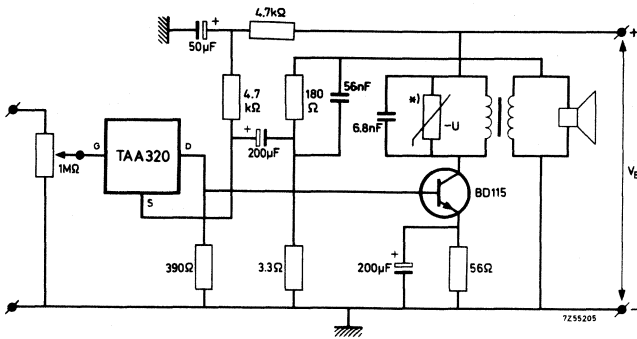 4.7kΩ
+
50µF
+
4.7
kΩ
180
Ω
56nF
*)
-U
6.8nF
+
200µF
G
TAA320
D
S
1MΩ
BD115
VB
390Ω
3.3Ω
+
200µF
56Ω
-
7Z55205